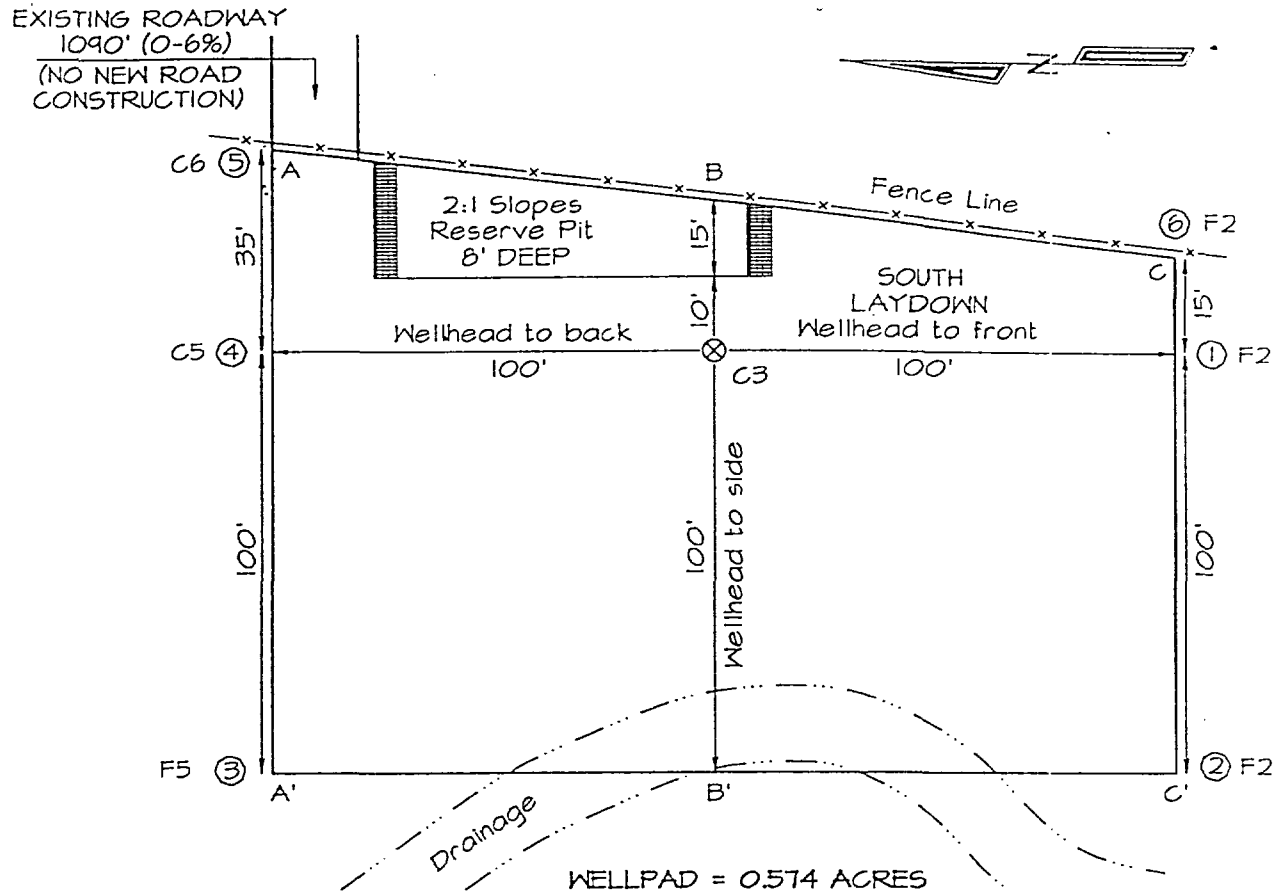 EXISTING ROADWAY
1090' (0-6%)
(NO NEW ROAD
CONSTRUCTION)
N
C6 ⑤
A
B
Fence Line
⑥ F2
C
2:1 Slopes
Reserve Pit
8' DEEP
35'
15'
10'
15'
SOUTH
LAYDOWN
Wellhead to back
Wellhead to front
C5 ④
100'
C3
100'
① F2
100'
100'
Wellhead to side
100'
F5 ③
A'
B'
C'
② F2
Drainage
WELLPAD = 0.574 ACRES